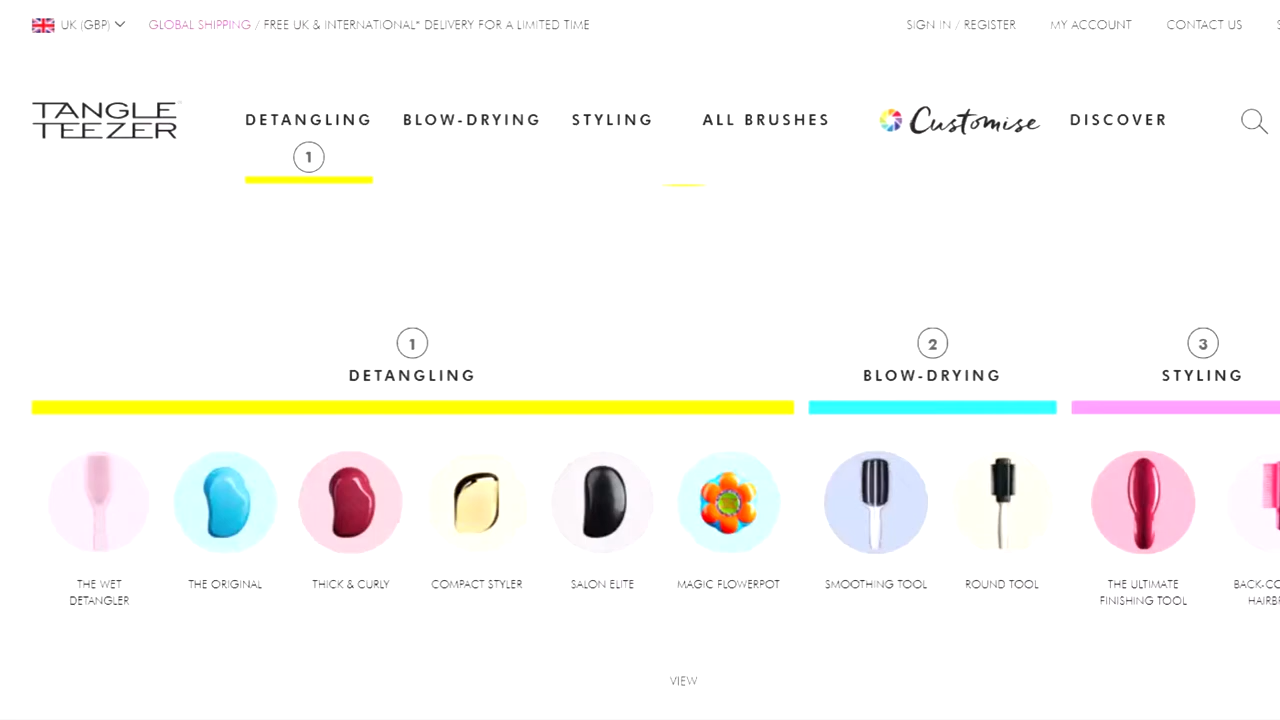 UK (GBP) GLOBAL SHIPPING / FREE UK & INTERNATIONAL* DELIVERY FOR A LIMITED TIME SIGN IN / REGISTER MY ACCOUNT CONTACT US
TANGLE
TEEZER
DETANGLING BLOW-DRYING STYLING ALL BRUSHES Customise DISCOVER
1
1 2 3
DETANGLING BLOW-DRYING STYLING
THE WET
DETANGLER
THE ORIGINAL
THICK & CURLY
COMPACT STYLER
SALON ELITE
MAGIC FLOWERPOT
SMOOTHING TOOL
ROUND TOOL
THE ULTIMATE
FINISHING TOOL
VIEW